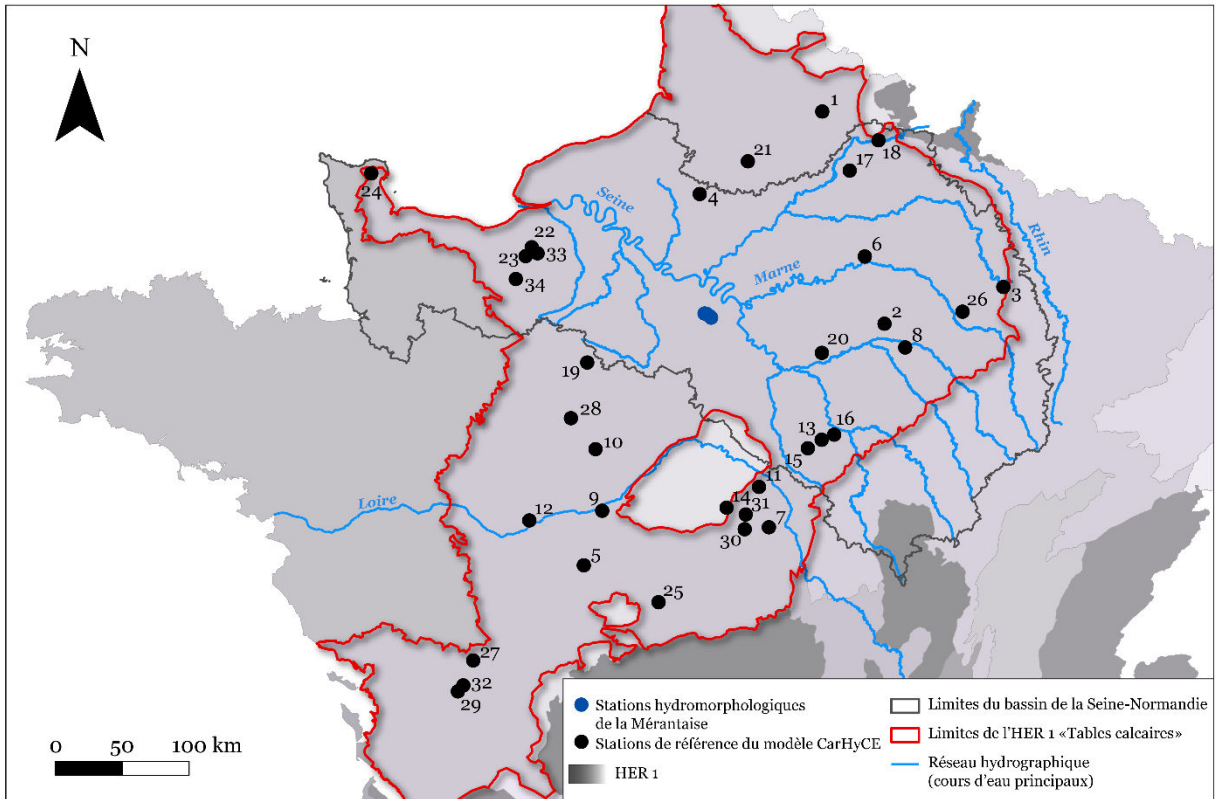 N
1
21
18
17
4
24
Seine
Rhin
22
33
23
34
6
Marne
3
26
2
8
20
19
28
10
16
13
15
11
14
31
7
30
9
12
Loire
5
25
27
32
29
0 50 100 km
Stations hydromorphologiques
de la Mérantaise
Stations de référence du modèle CarHyCE
HER 1
Limites du bassin de la Seine-Normandie
Limites de l'HER 1 «Tables calcaires»
Réseau hydrographique
(cours d'eau principaux)